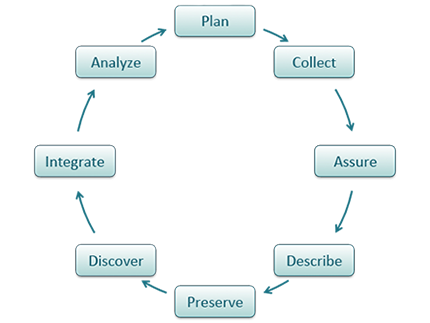 Plan
Collect
Assure
Describe
Preserve
Discover
Integrate
Analyze